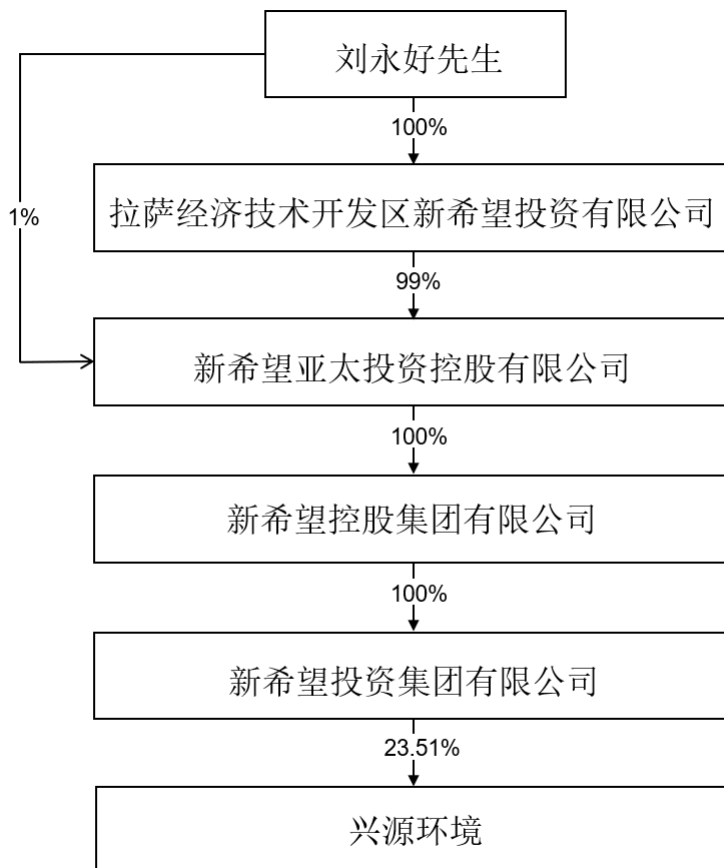 刘永好先生
100%
拉萨经济技术开发区新希望投资有限公司
1%
99%
新希望亚太投资控股有限公司
100%
新希望控股集团有限公司
100%
新希望投资集团有限公司
23.51%
兴源环境